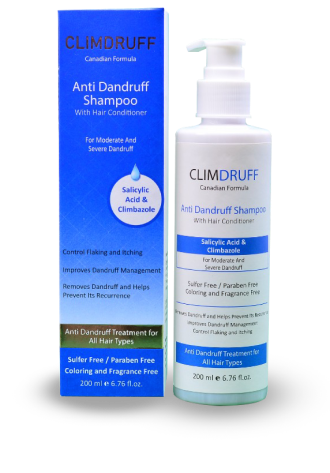 CLiMDRUFF
Canadian Formula
Anti Dandruff
Shampoo
With Hair Conditioner
For Moderate And
Severe Dandruff
Salicylic
Acid &
Climbazole
Control Flaking and Itching
Improves Dandruff Management
Removes Dandruff and Helps
Prevent Its Recurrence
Anti Dandruff Treatment for
All Hair Types
Sulfer Free / Paraben Free
Coloring and Fragrance Free
200 ml ℮ 6.76 fl.oz.
CLIMDRUFF
Canadian Formula
Anti Dandruff Shampoo
With Hair Conditioner
Salicylic Acid &
Climbazole
For Moderate And
Severe Dandruff
Sulfer Free / Paraben Free
Coloring and Fragrance Free
Dandruff and Helps Prevent Its
Improves Dandruff Management
Control Flaking and Itching
Anti Dandruff Treatment for
All Hair Types
200 ml ℮ 6.76 fl.oz.